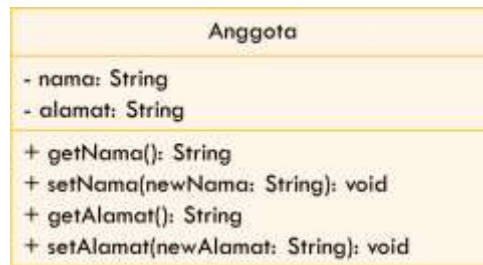 Anggota
- nama: String
- alamat: String
+ getNama(): String
+ setNama(newNama: String): void
+ getAlamat(): String
+ setAlamat(newAlamat: String): void